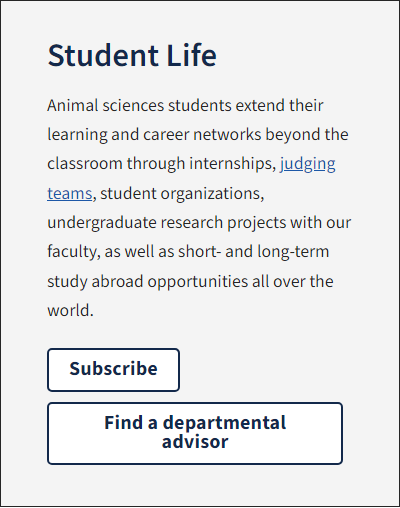 Student Life
Animal sciences students extend their
learning and career networks beyond the
classroom through internships, judging
teams, student organizations,
undergraduate research projects with our
faculty, as well as short- and long-term
study abroad opportunities all over the
world.
Subscribe
Find a departmental
advisor